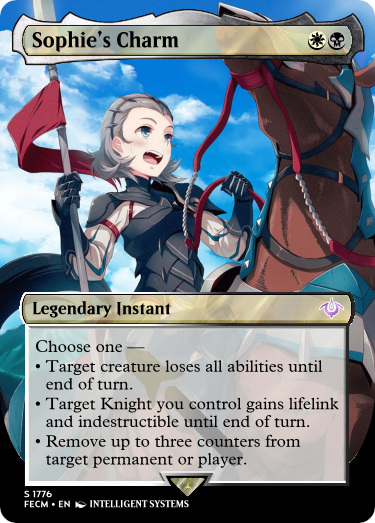 Sophie's Charm
Legendary Instant
Choose one —
• Target creature loses all abilities until
end of turn.
• Target Knight you control gains lifelink
and indestructible until end of turn.
• Remove up to three counters from
target permanent or player.
S 1776
FECM • EN INTELLIGENT SYSTEMS